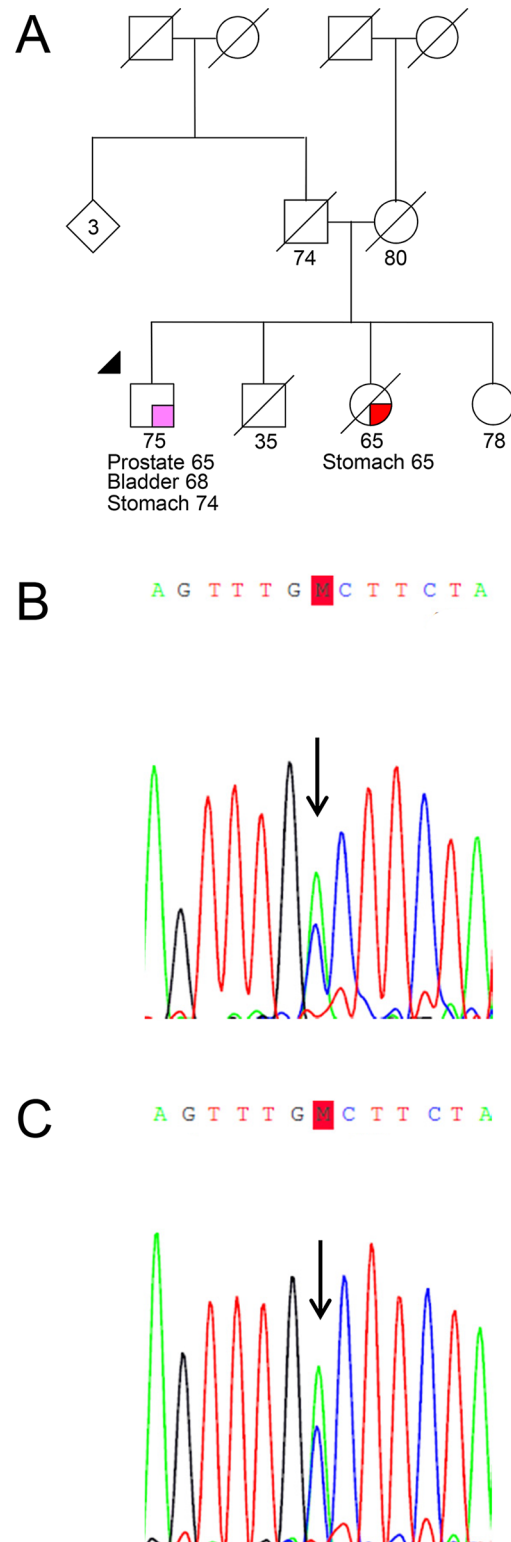 A
3
74
80
75
35
65
78
Prostate 65
Stomach 65
Bladder 68
Stomach 74
B
A G T T T G M C T T C T A
C
A G T T T G M C T T C T A